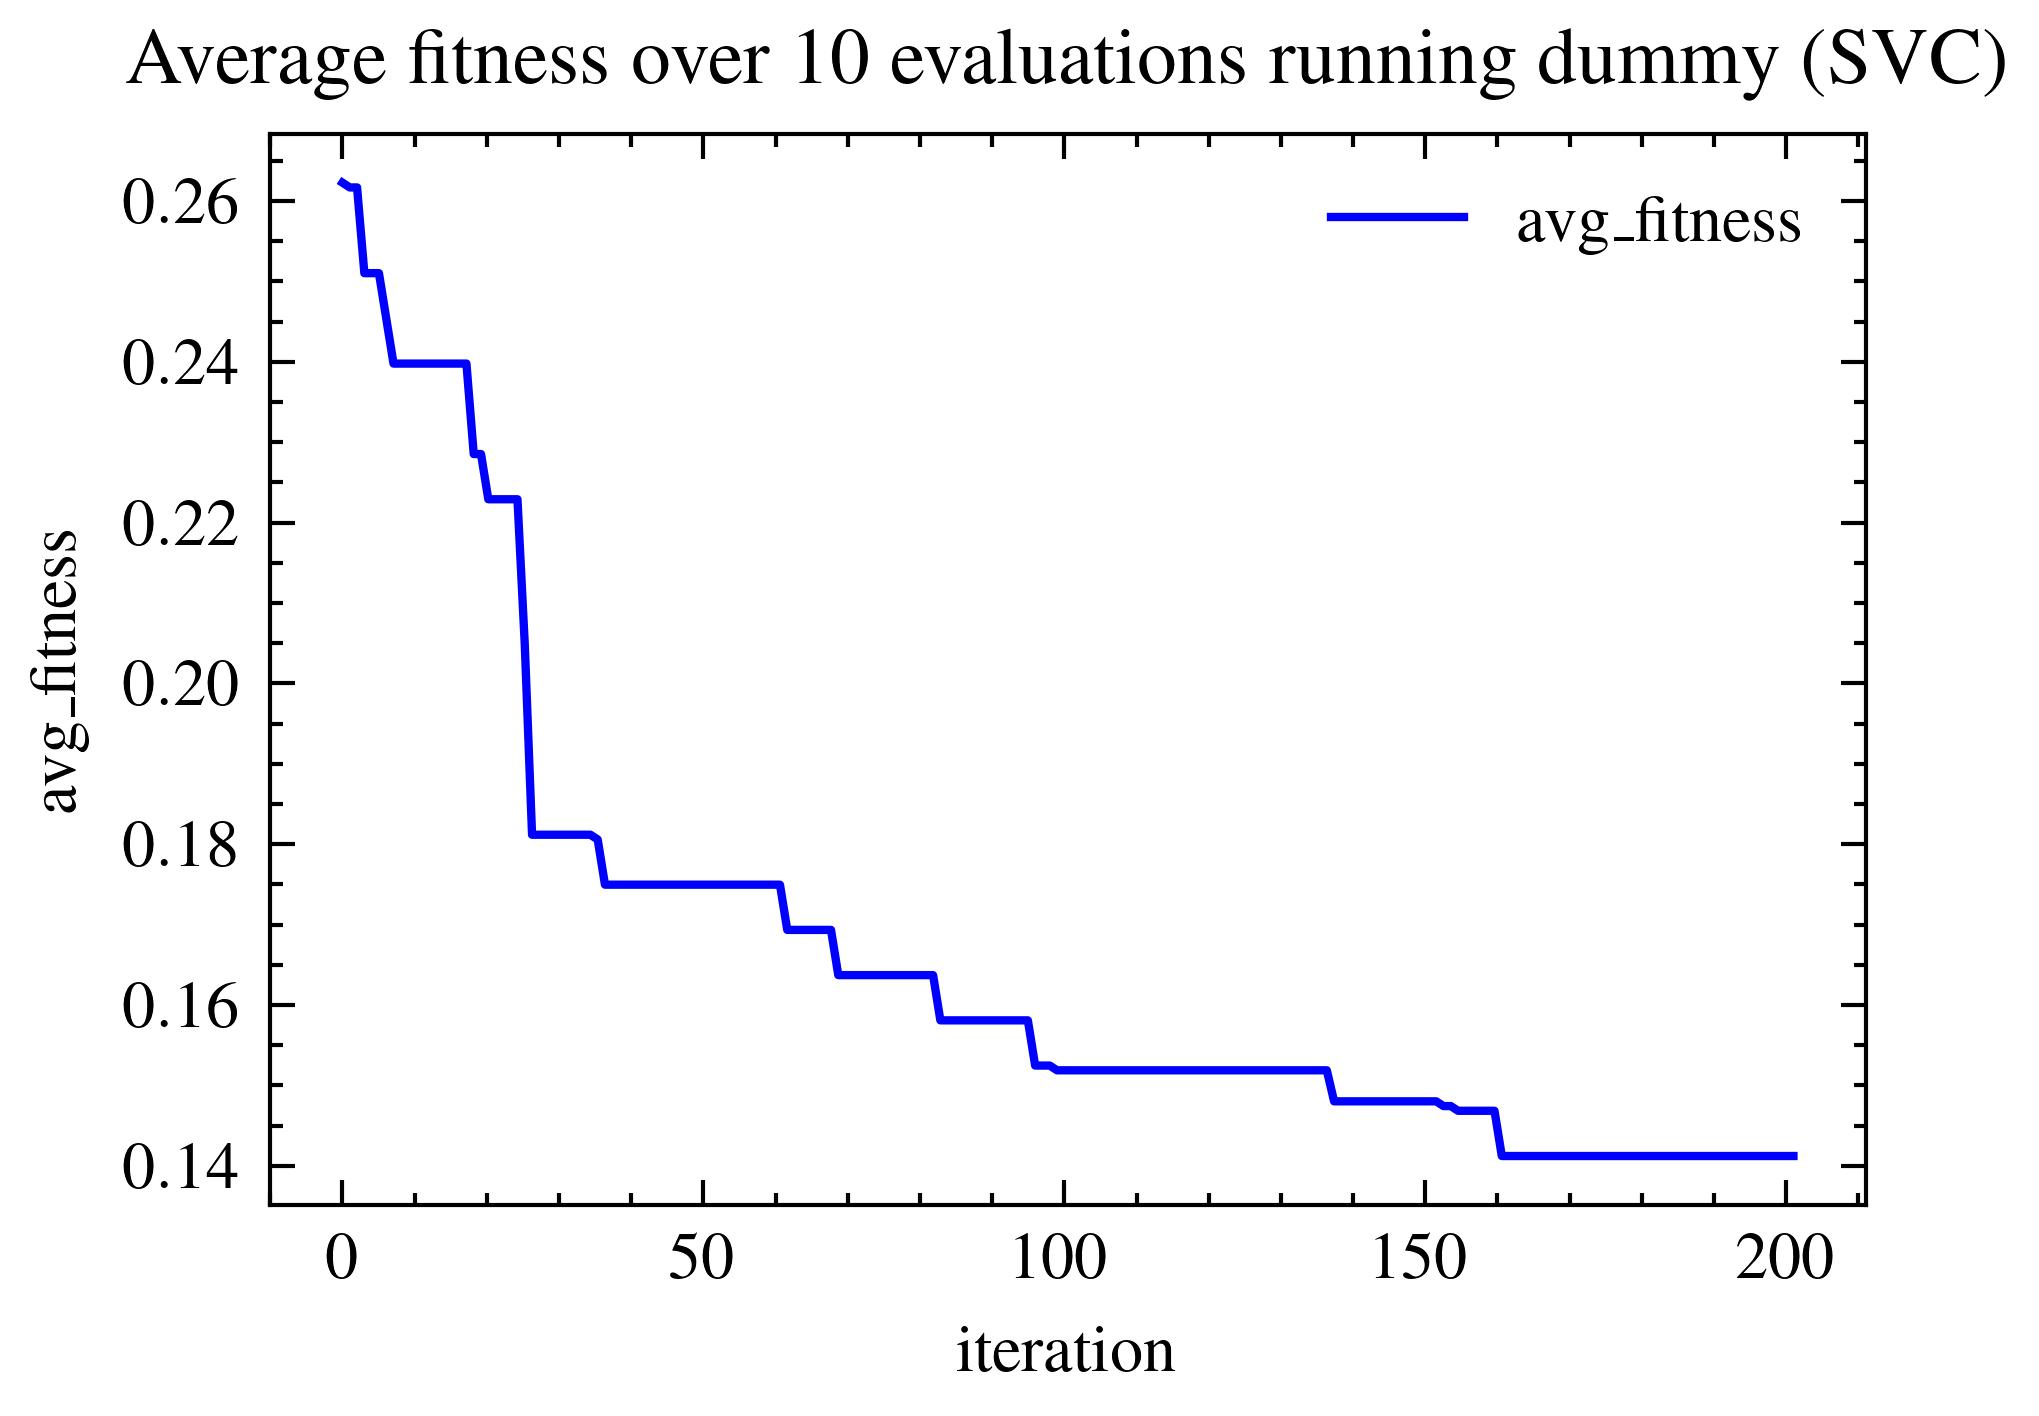 Average fitness over 10 evaluations running dummy (SVC)
avg_fitness
0.26
0.24
0.22
0.20
0.18
0.16
0.14
avg_fitness
0 50 100 150 200
iteration